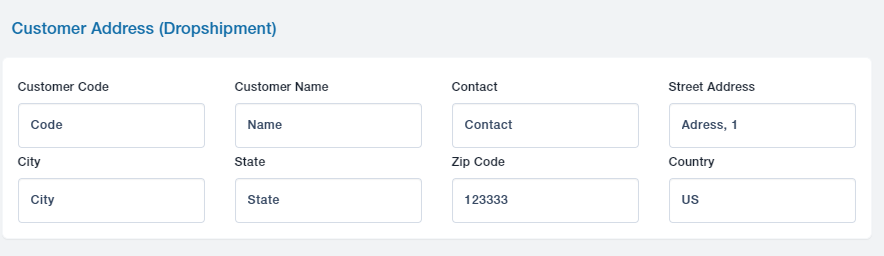 Customer Address (Dropshipment)
Customer Code Customer Name Contact Street Address
Code Name Contact Adress, 1
City State Zip Code Country
City State 123333 US